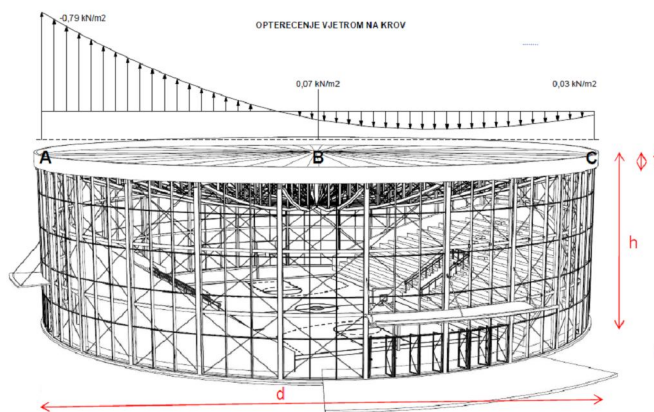 OPTERECENJE VJETROM NA KROV
-0,79 kN/m2
0,07 kN/m2
0,03 kN/m2
A
B
C
h
d